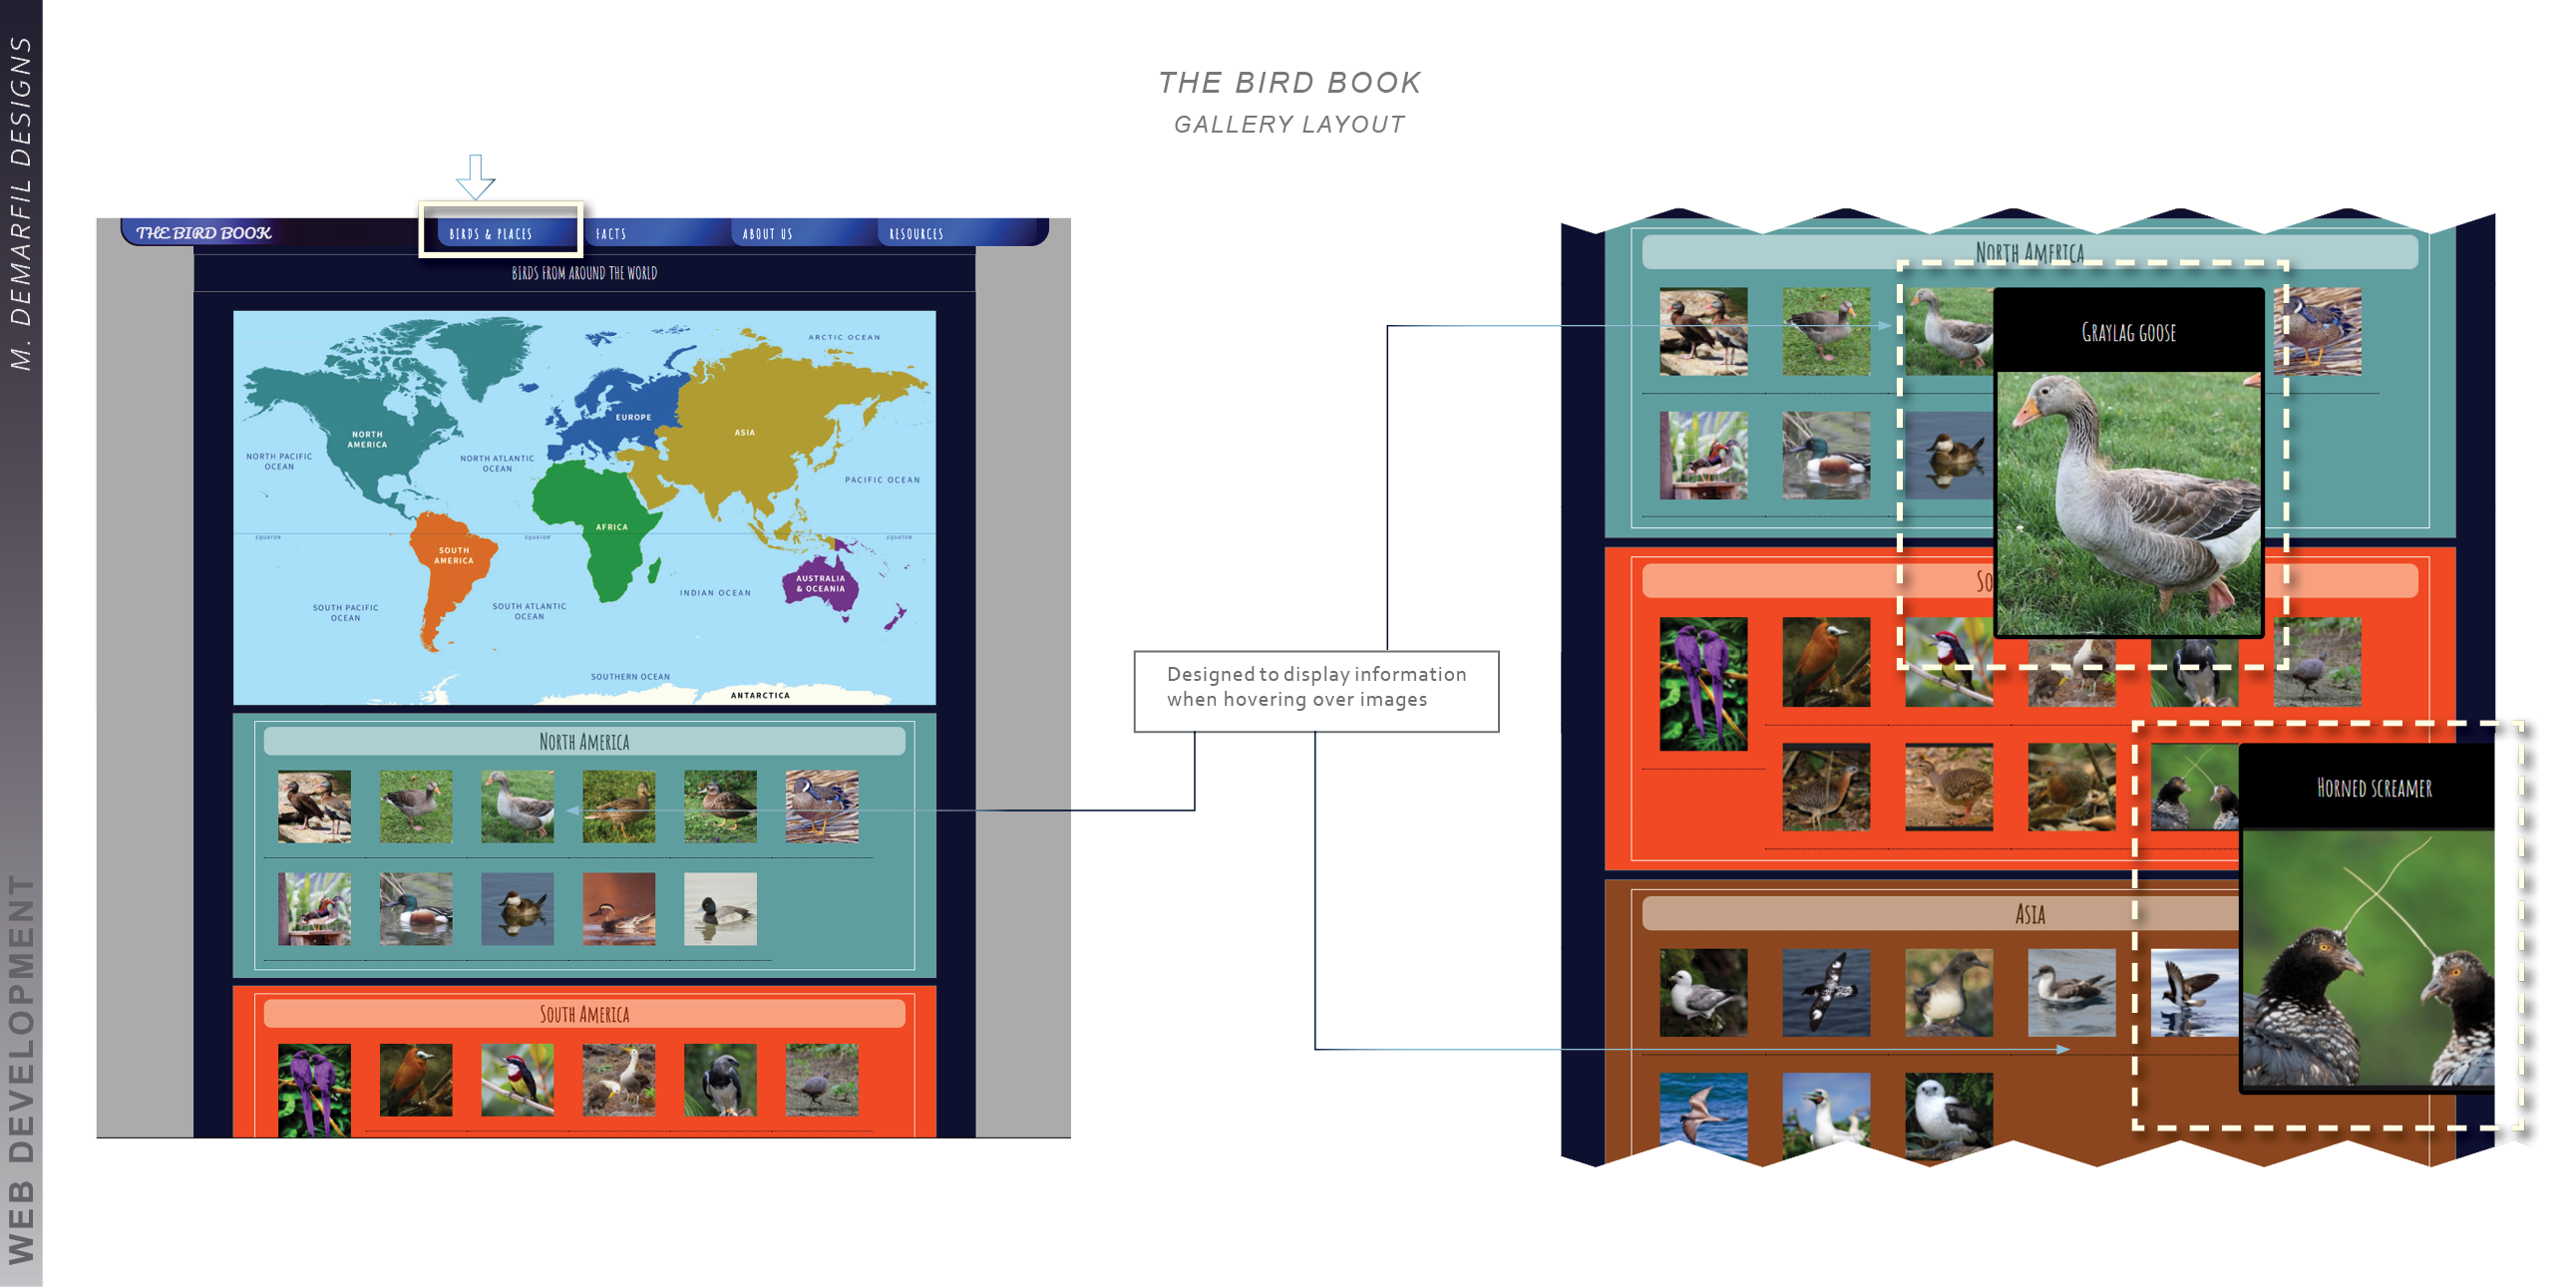 M. DEMARFIL DESIGNS
WEB DEVELOPMENT
THE BIRD BOOK
GALLERY LAYOUT
THE BIRD BOOK
BIRDS & PLACES
FACTS
ABOUT US
RESOURCES
BIRDS FROM AROUND THE WORLD
ARCTIC OCEAN
EUROPE
ASIA
NORTH
AMERICA
NORTH PACIFIC
OCEAN
NORTH ATLANTIC
OCEAN
PACIFIC OCEAN
AFRICA
EQUATOR
EQUATOR
EQUATOR
SOUTH
AMERICA
AUSTRALIA
& OCEANIA
INDIAN OCEAN
SOUTH PACIFIC
OCEAN
SOUTH ATLANTIC
OCEAN
SOUTHERN OCEAN
ANTARCTICA
North America
South America
Designed to display information
when hovering over images
North America
Graylag goose
So
Horned screamer
Asia